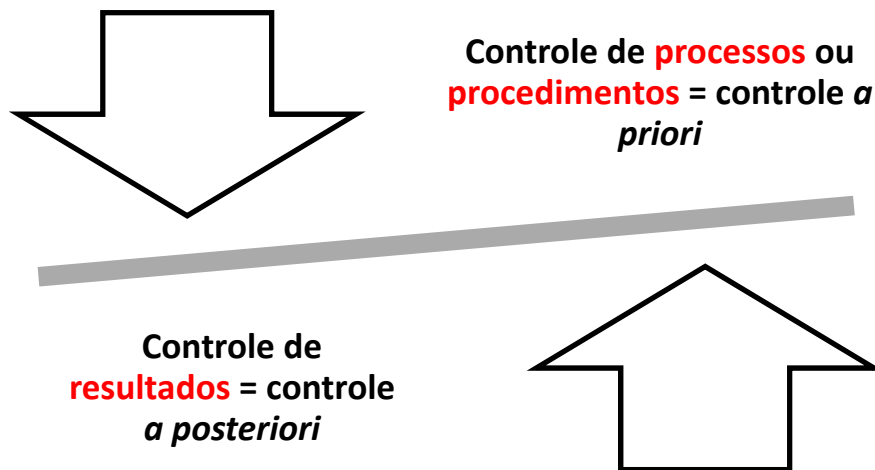 Controle de processos ou
procedimentos = controle a
priori
Controle de
resultados = controle
a posteriori